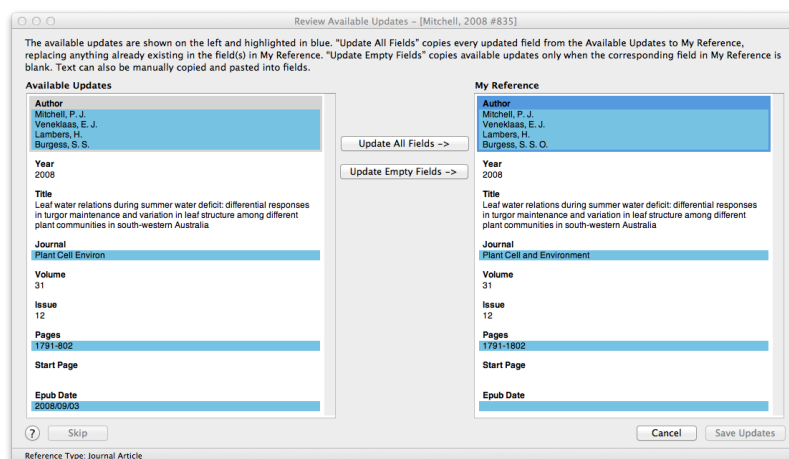 Review Available Updates – [Mitchell, 2008 #835]
The available updates are shown on the left and highlighted in blue. "Update All Fields" copies every updated field from the Available Updates to My Reference,
replacing anything already existing in the field(s) in My Reference. "Update Empty Fields" copies available updates only when the corresponding field in My Reference is
blank. Text can also be manually copied and pasted into fields.
Available Updates
Author
Mitchell, P. J.
Veneklaas, E. J.
Lambers, H.
Burgess, S. S.
Year
2008
Title
Leaf water relations during summer water deficit: differential responses
in turgor maintenance and variation in leaf structure among different
plant communities in south-western Australia
Journal
Plant Cell Environ
Volume
31
Issue
12
Pages
1791-802
Start Page
Epub Date
2008/09/03
Update All Fields ->
Update Empty Fields ->
My Reference
Author
Mitchell, P. J.
Veneklaas, E. J.
Lambers, H.
Burgess, S. S. O.
Year
2008
Title
Leaf water relations during summer water deficit: differential responses
in turgor maintenance and variation in leaf structure among different
plant communities in south-western Australia
Journal
Plant Cell and Environment
Volume
31
Issue
12
Pages
1791-1802
Start Page
Epub Date
? Skip
Cancel Save Updates
Reference Type: Journal Article